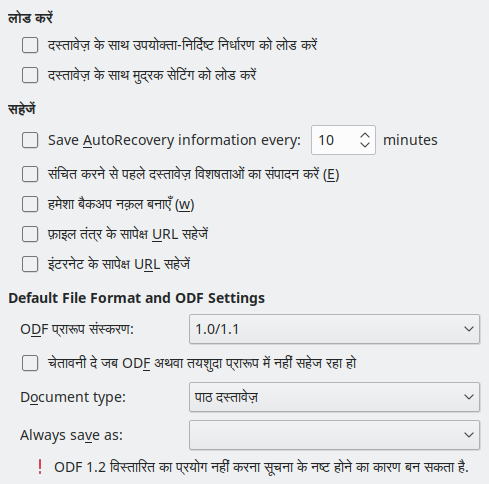 लोड करें
दस्तावेज़ के साथ उपयोक्ता-निर्दिष्ट निर्धारण को लोड करें
दस्तावेज़ के साथ मुद्रक सेटिंग को लोड करें
सहेजें
Save AutoRecovery information every: 10 minutes
संचित करने से पहले दस्तावेज़ विशषताओं का संपादन करें (E)
हमेशा बैकअप नक़ल बनाएँ (w)
फ़ाइल तंत्र के सापेक्ष URL सहेजें
इंटरनेट के सापेक्ष URL सहेजें
Default File Format and ODF Settings
ODF प्रारूप संस्करण: 1.0/1.1
चेतावनी दे जब ODF अथवा तयशुदा प्रारूप में नहीं सहेज रहा हो
Document type: पाठ दस्तावेज़
Always save as:
! ODF 1.2 विस्तारित का प्रयोग नहीं करना सूचना के नष्ट होने का कारण बन सकता है.